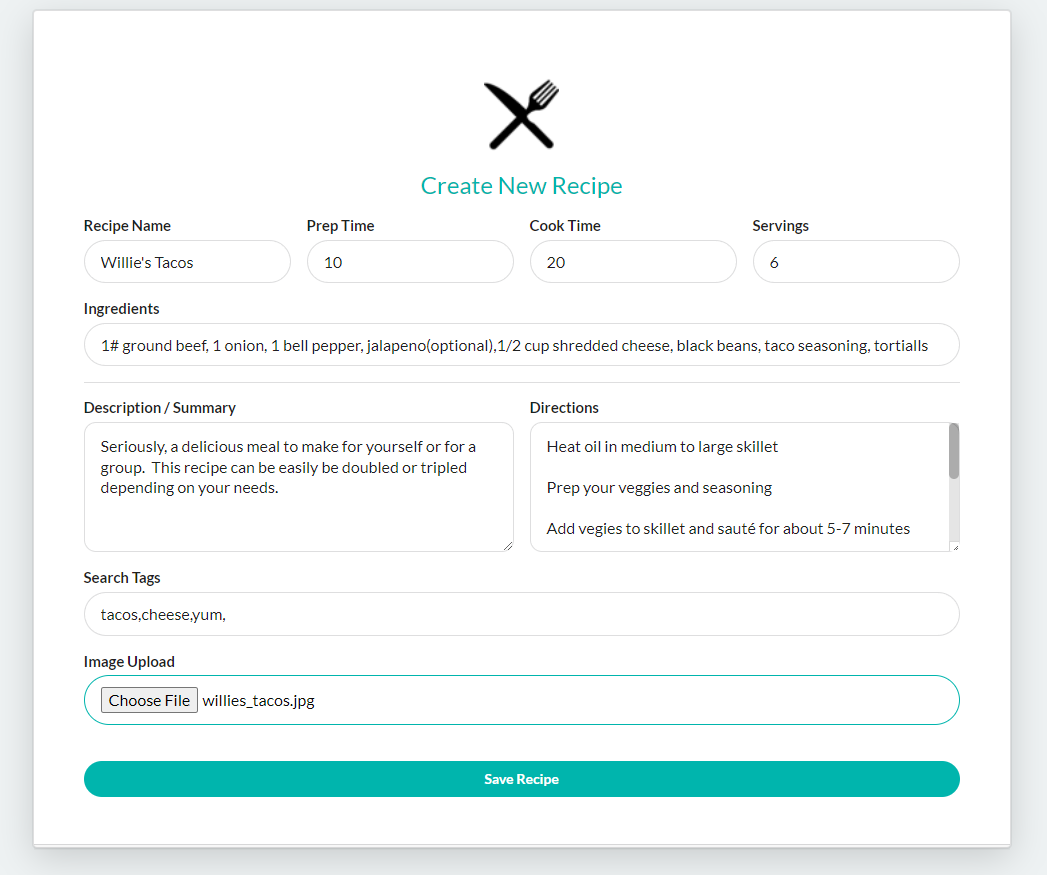 Create New Recipe
Recipe Name
Prep Time
Cook Time
Servings
Willie's Tacos
10
20
6
Ingredients
1# ground beef, 1 onion, 1 bell pepper, jalapeno(optional),1/2 cup shredded cheese, black beans, taco seasoning, tortialls
Description / Summary
Seriously, a delicious meal to make for yourself or for a
group.  This recipe can be easily be doubled or tripled
depending on your needs.
Directions
Heat oil in medium to large skillet
Prep your veggies and seasoning
Add vegies to skillet and sauté for about 5-7 minutes
Search Tags
tacos,cheese,yum,
Image Upload
Choose File willies_tacos.jpg
Save Recipe